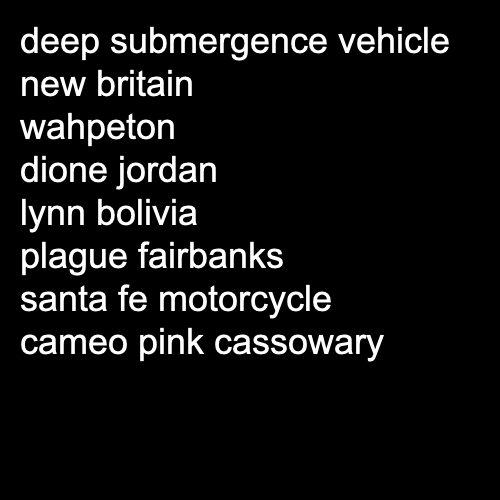 deep submergence vehicle
new britain
wahpeton
dione jordan
lynn bolivia
plague fairbanks
santa fe motorcycle
cameo pink cassowary